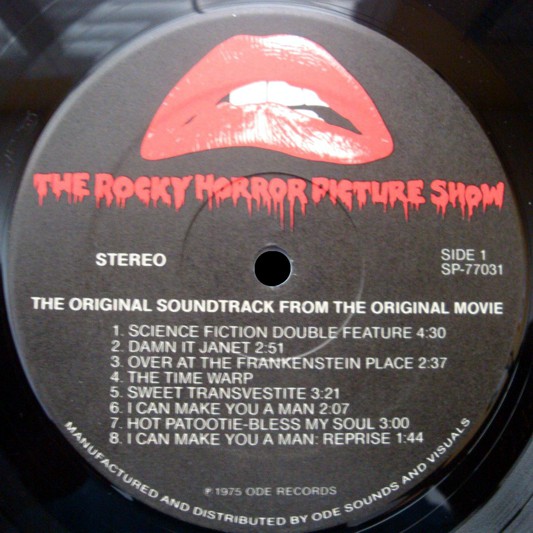 THE ROCKY HORROR PICTURE SHOW
STEREO
SIDE 1
SP-77031
THE ORIGINAL SOUNDTRACK FROM THE ORIGINAL MOVIE
1. SCIENCE FICTION DOUBLE FEATURE 4:30
2. DAMN IT JANET 2:51
3. OVER AT THE FRANKENSTEIN PLACE 2:37
4. THE TIME WARP
5. SWEET TRANSVESTITE 3:21
6. I CAN MAKE YOU A MAN 2:07
7. HOT PATOOTIE-BLESS MY SOUL 3:00
8. I CAN MAKE YOU A MAN: REPRISE 1:44
℗ 1975 ODE RECORDS
MANUFACTURED AND DISTRIBUTED BY ODE SOUNDS AND VISUALS